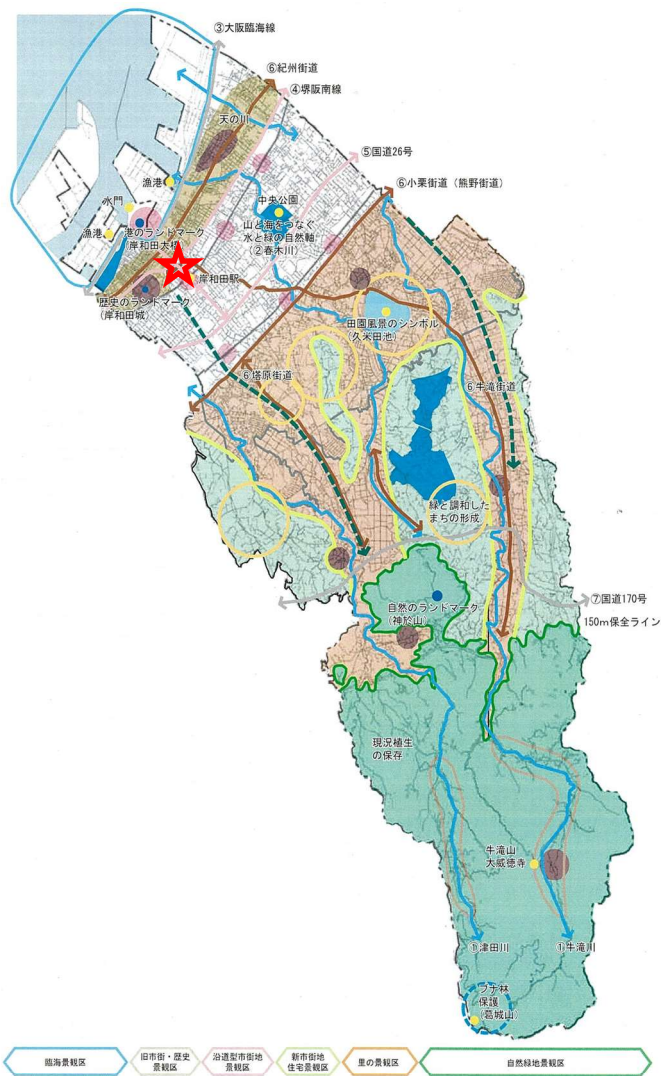 ③大阪臨海線
⑥紀州街道
④堺阪南線
天の川
⑤国道26号
漁港
⑥小栗街道（熊野街道）
水門
中央公園
漁港
港のランドマーク
（岸和田大橋）
山と海をつなぐ
水と緑の自然軸
（②春木川）
岸和田駅
歴史のランドマーク
（岸和田城）
田園風景のシンボル
（久米田池）
⑥塔原街道
⑥牛滝街道
緑と調和した
まちの形成
⑦国道170号
自然のランドマーク
（神於山）
150m保全ライン
現況植生
の保存
牛滝山
大威徳寺
①津田川
①牛滝川
ブナ林
保護
（葛城山）
臨海景観区
旧市街・歴史
景観区
沿道型市街地
景観区
新市街地
住宅景観区
里の景観区
自然緑地景観区